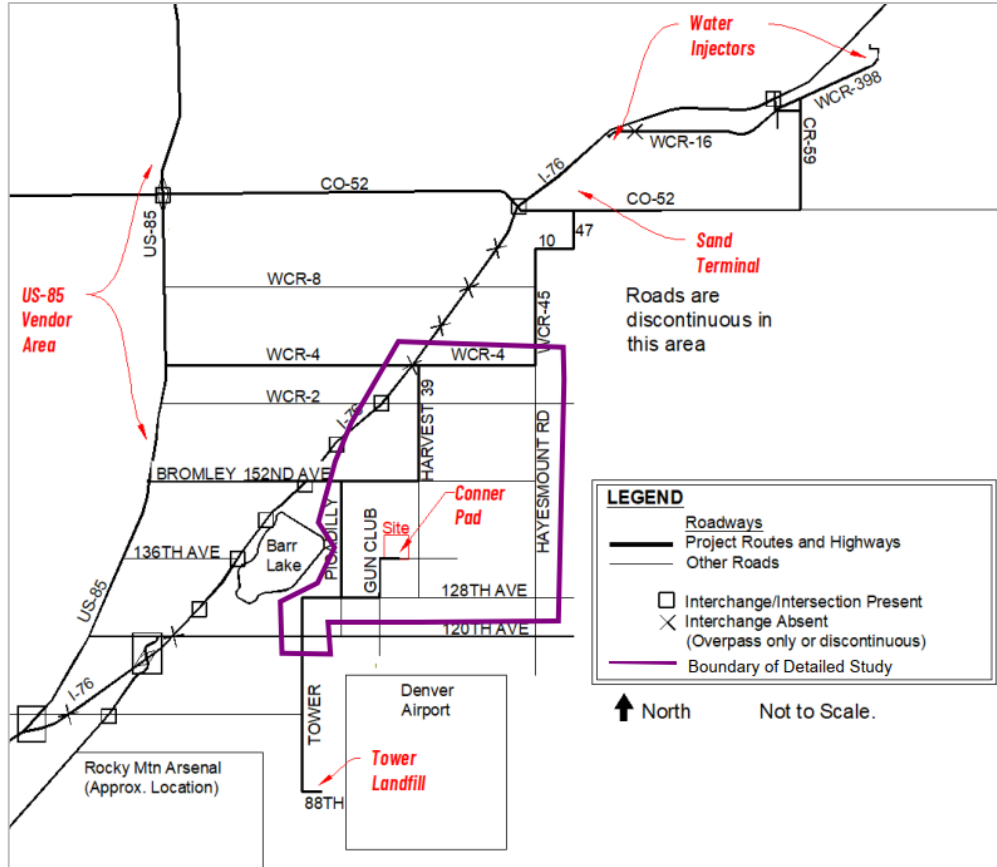 Water
Injectors
WCR-398
I-76
WCR-16
CR-59
CO-52
CO-52
US-85
47
10
Sand
Terminal
US-85
Vendor
Area
WCR-8
WCR-45
Roads are
discontinuous in
this area
WCR-4
WCR-4
WCR-2
I-76
HARVEST 39
HAYESMOUNT RD
BROMLEY 152ND AVE
PICADILLY
GUN CLUB
Conner
Pad
Site
136TH AVE
Barr
Lake
US-85
128TH AVE
120TH AVE
I-76
TOWER
Denver
Airport
Rocky Mtn Arsenal
(Approx. Location)
Tower
Landfill
88TH
LEGEND
Roadways
Project Routes and Highways
Other Roads
Interchange/Intersection Present
Interchange Absent
(Overpass only or discontinuous)
Boundary of Detailed Study
North
Not to Scale.